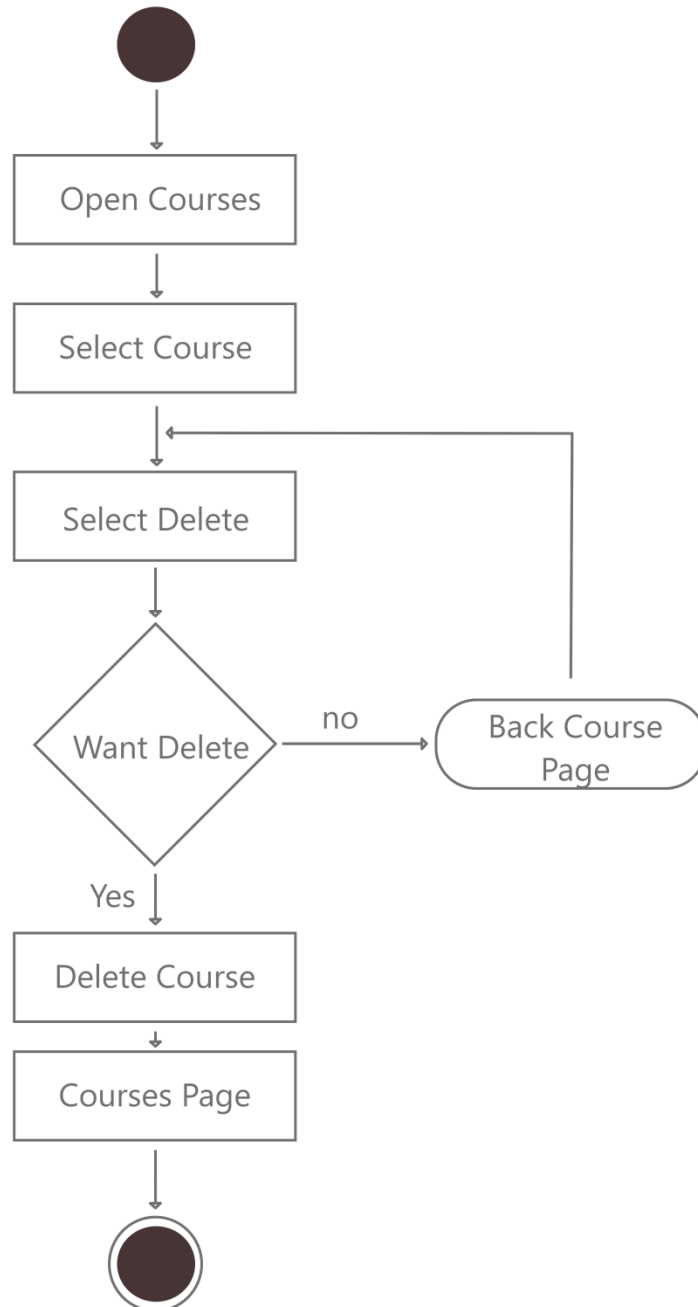 Open Courses
Select Course
Select Delete
Want Delete
no
Back Course
Page
Yes
Delete Course
Courses Page